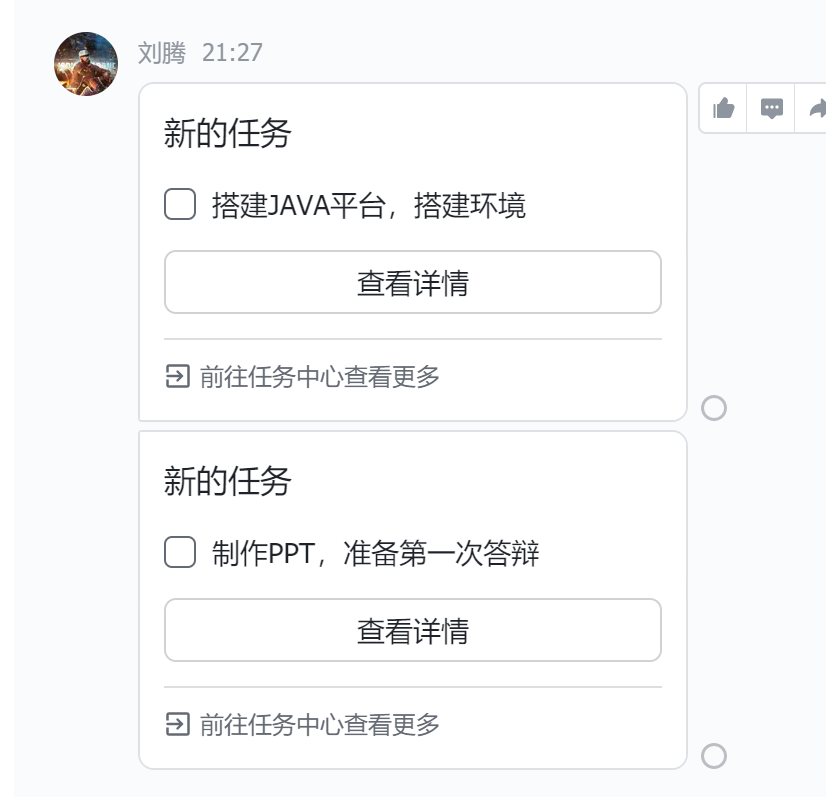 刘腾 21:27
新的任务
搭建JAVA平台，搭建环境
查看详情
前往任务中心查看更多
新的任务
制作PPT，准备第一次答辩
查看详情
前往任务中心查看更多